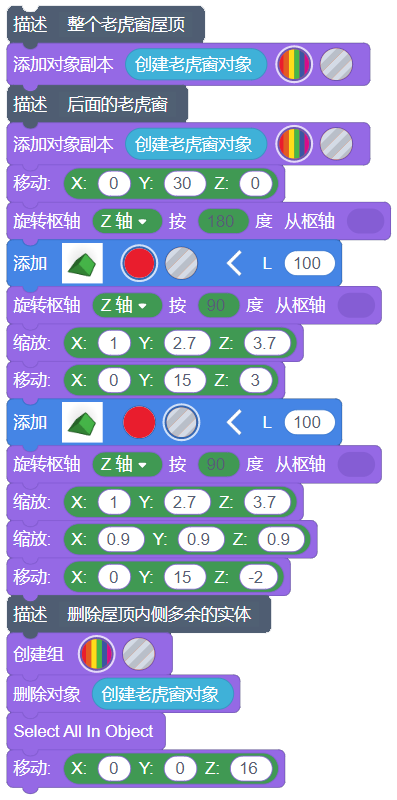 描述 整个老虎窗屋顶
添加对象副本 创建老虎窗对象
描述 后面的老虎窗
添加对象副本 创建老虎窗对象
移动: X: 0 Y: 30 Z: 0
旋转枢轴 Z 轴 按 180 度 从枢轴
添加 L 100
旋转枢轴 Z 轴 按 90 度 从枢轴
缩放: X: 1 Y: 2.7 Z: 3.7
移动: X: 0 Y: 15 Z: 3
添加 L 100
旋转枢轴 Z 轴 按 90 度 从枢轴
缩放: X: 1 Y: 2.7 Z: 3.7
缩放: X: 0.9 Y: 0.9 Z: 0.9
移动: X: 0 Y: 15 Z: -2
描述 删除屋顶内侧多余的实体
创建组
删除对象 创建老虎窗对象
Select All In Object
移动: X: 0 Y: 0 Z: 16